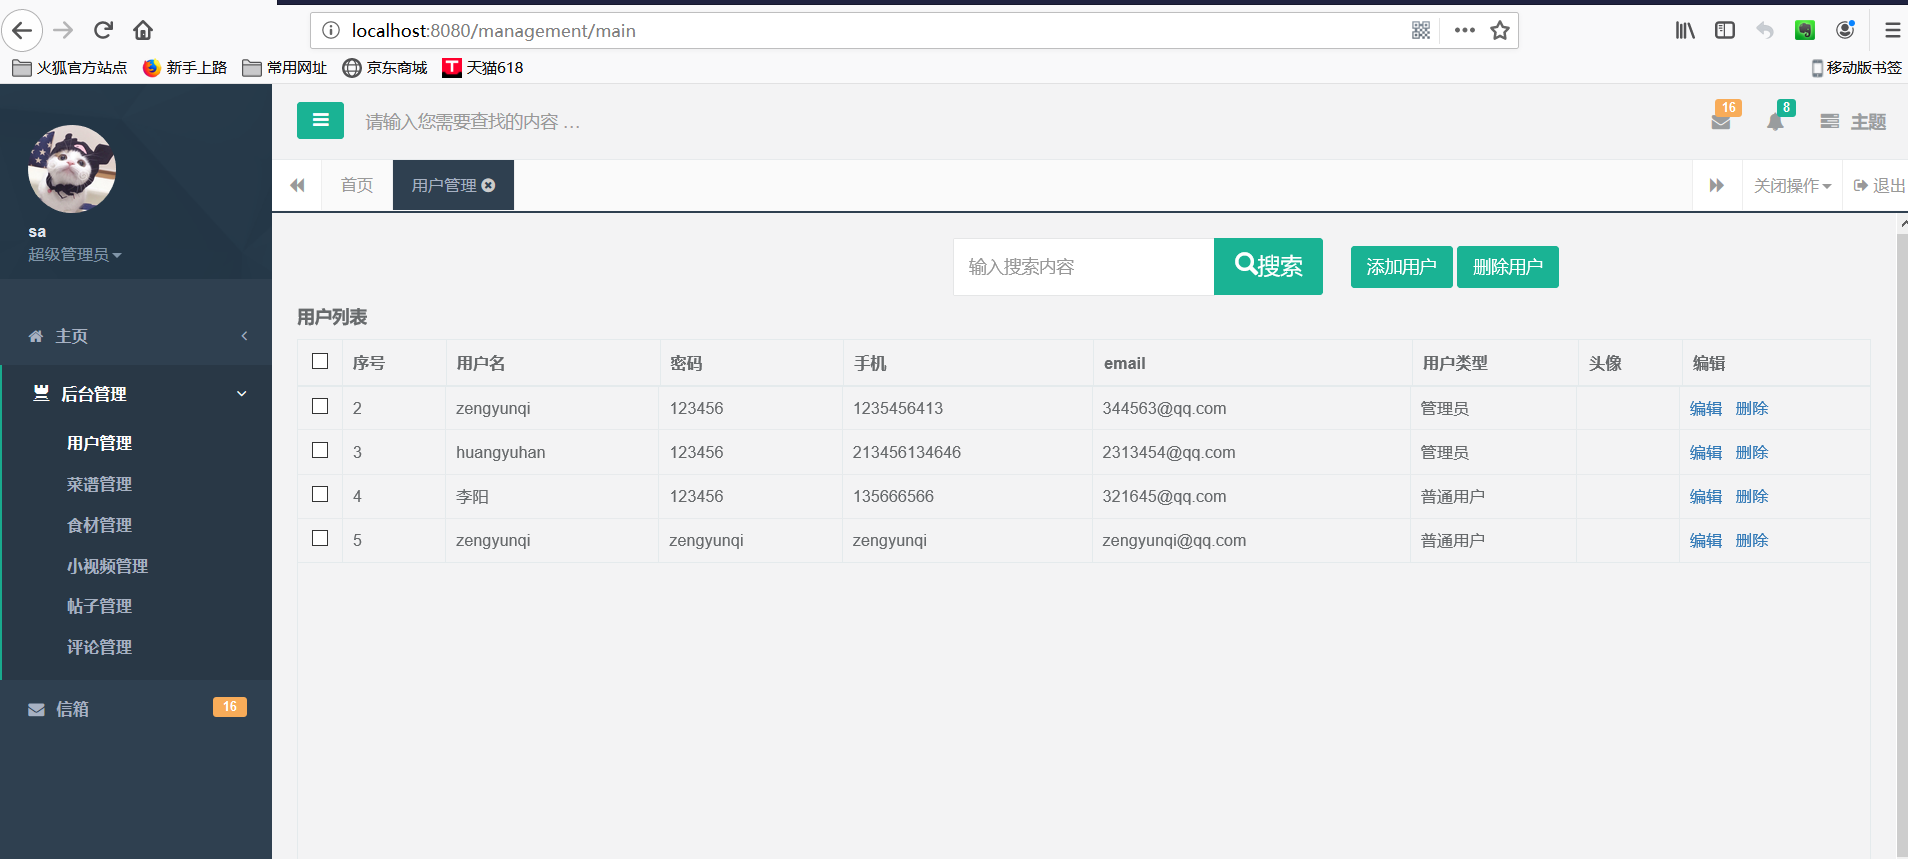 localhost:8080/management/main
火狐官方站点 新手上路 常用网址 京东商城 T 天猫618 移动版书签
请输入您需要查找的内容 … 16 8 主题
首页 用户管理 关闭操作 退出
sa
超级管理员
主页
后台管理
用户管理
菜谱管理
食材管理
小视频管理
帖子管理
评论管理
信箱 16
输入搜索内容 搜索 添加用户 删除用户
用户列表
序号 用户名 密码 手机 email 用户类型 头像 编辑
2 zengyunqi 123456 1235456413 344563@qq.com 管理员 编辑 删除
3 huangyuhan 123456 213456134646 2313454@qq.com 管理员 编辑 删除
4 李阳 123456 135666566 321645@qq.com 普通用户 编辑 删除
5 zengyunqi zengyunqi zengyunqi zengyunqi@qq.com 普通用户 编辑 删除